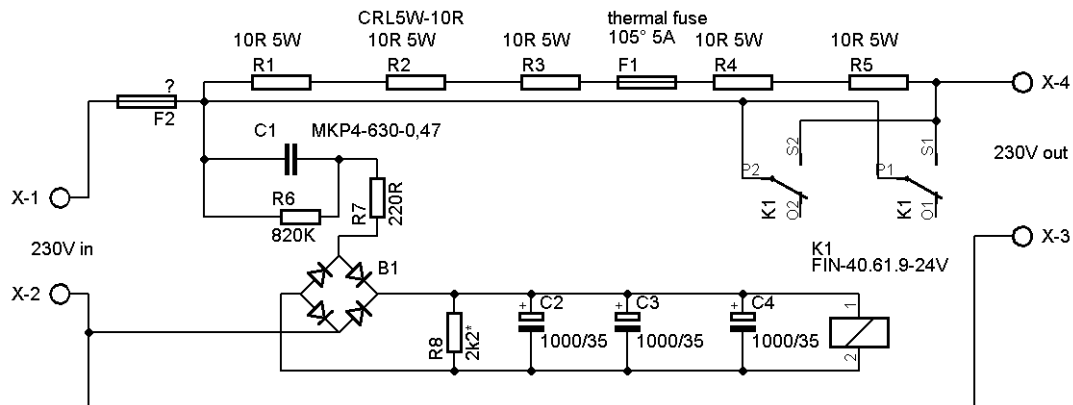 CRL5W-10R
thermal fuse
105° 5A
10R 5W
10R 5W
10R 5W
10R 5W
10R 5W
R1
R2
R3
F1
R4
R5
X-4
?
F2
C1
MKP4-630-0,47
S2
S1
230V out
P2
P1
X-1
R6
820K
R7
220R
O2
O1
K1
K1
X-3
230V in
B1
K1
FIN-40.61.9-24V
X-2
R8
2k2*
+
C2
1000/35
+
C3
1000/35
+
C4
1000/35
1
2